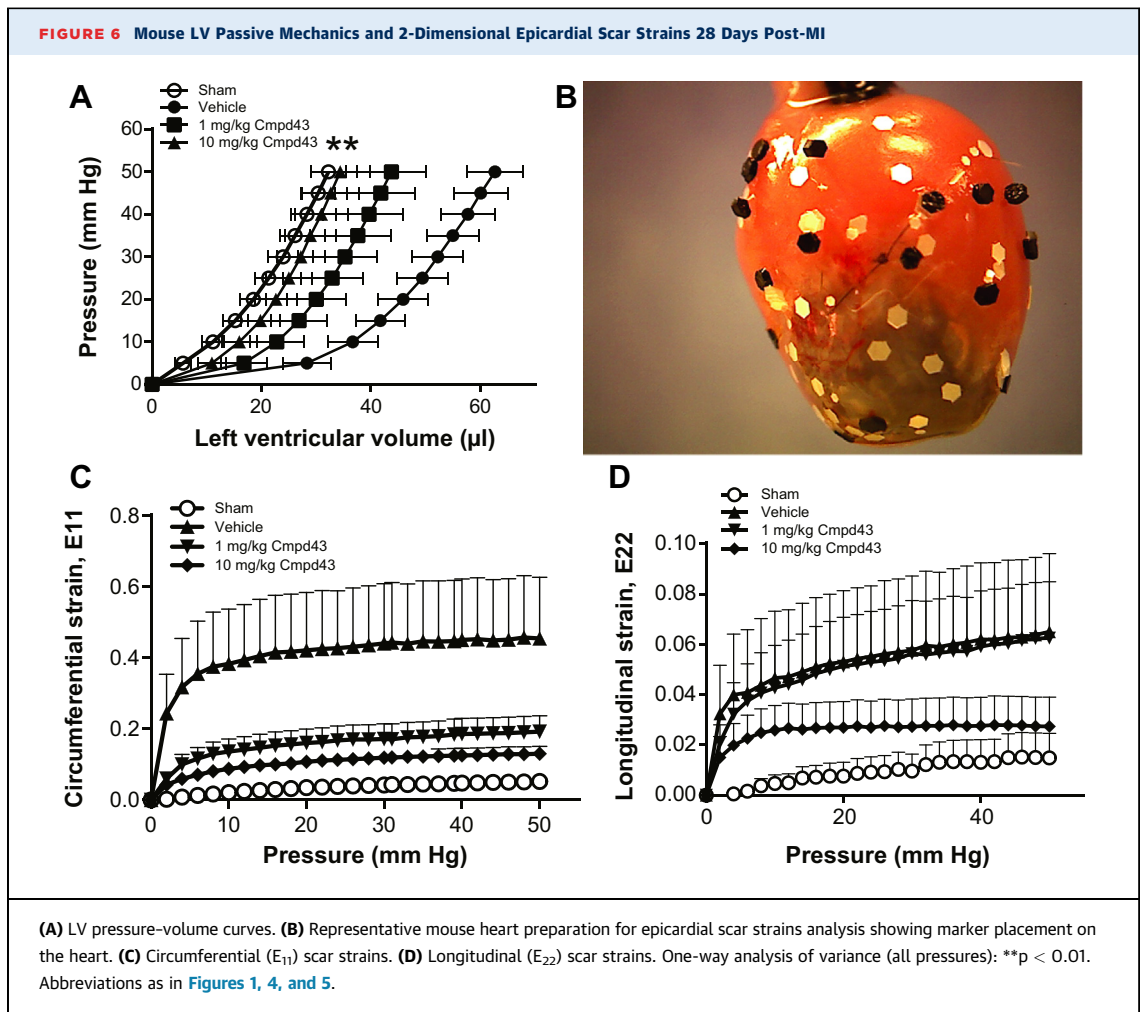 FIGURE 6 Mouse LV Passive Mechanics and 2-Dimensional Epicardial Scar Strains 28 Days Post-MI
A
Sham
Vehicle
1 mg/kg Cmpd43
10 mg/kg Cmpd43
**
Pressure (mm Hg)
60
50
40
30
20
10
0
0 20 40 60
Left ventricular volume (µl)
B
C
Sham
Vehicle
1 mg/kg Cmpd43
10 mg/kg Cmpd43
Circumferential strain, E11
0.8
0.6
0.4
0.2
0.0
0 10 20 30 40 50
Pressure (mm Hg)
D
Sham
Vehicle
1 mg/kg Cmpd43
10 mg/kg Cmpd43
Longitudinal strain, E22
0.10
0.08
0.06
0.04
0.02
0.00
0 20 40
Pressure (mm Hg)
(A) LV pressure–volume curves. (B) Representative mouse heart preparation for epicardial scar strains analysis showing marker placement on
the heart. (C) Circumferential (E₁₁) scar strains. (D) Longitudinal (E₂₂) scar strains. One-way analysis of variance (all pressures): **p < 0.01.
Abbreviations as in Figures 1, 4, and 5.